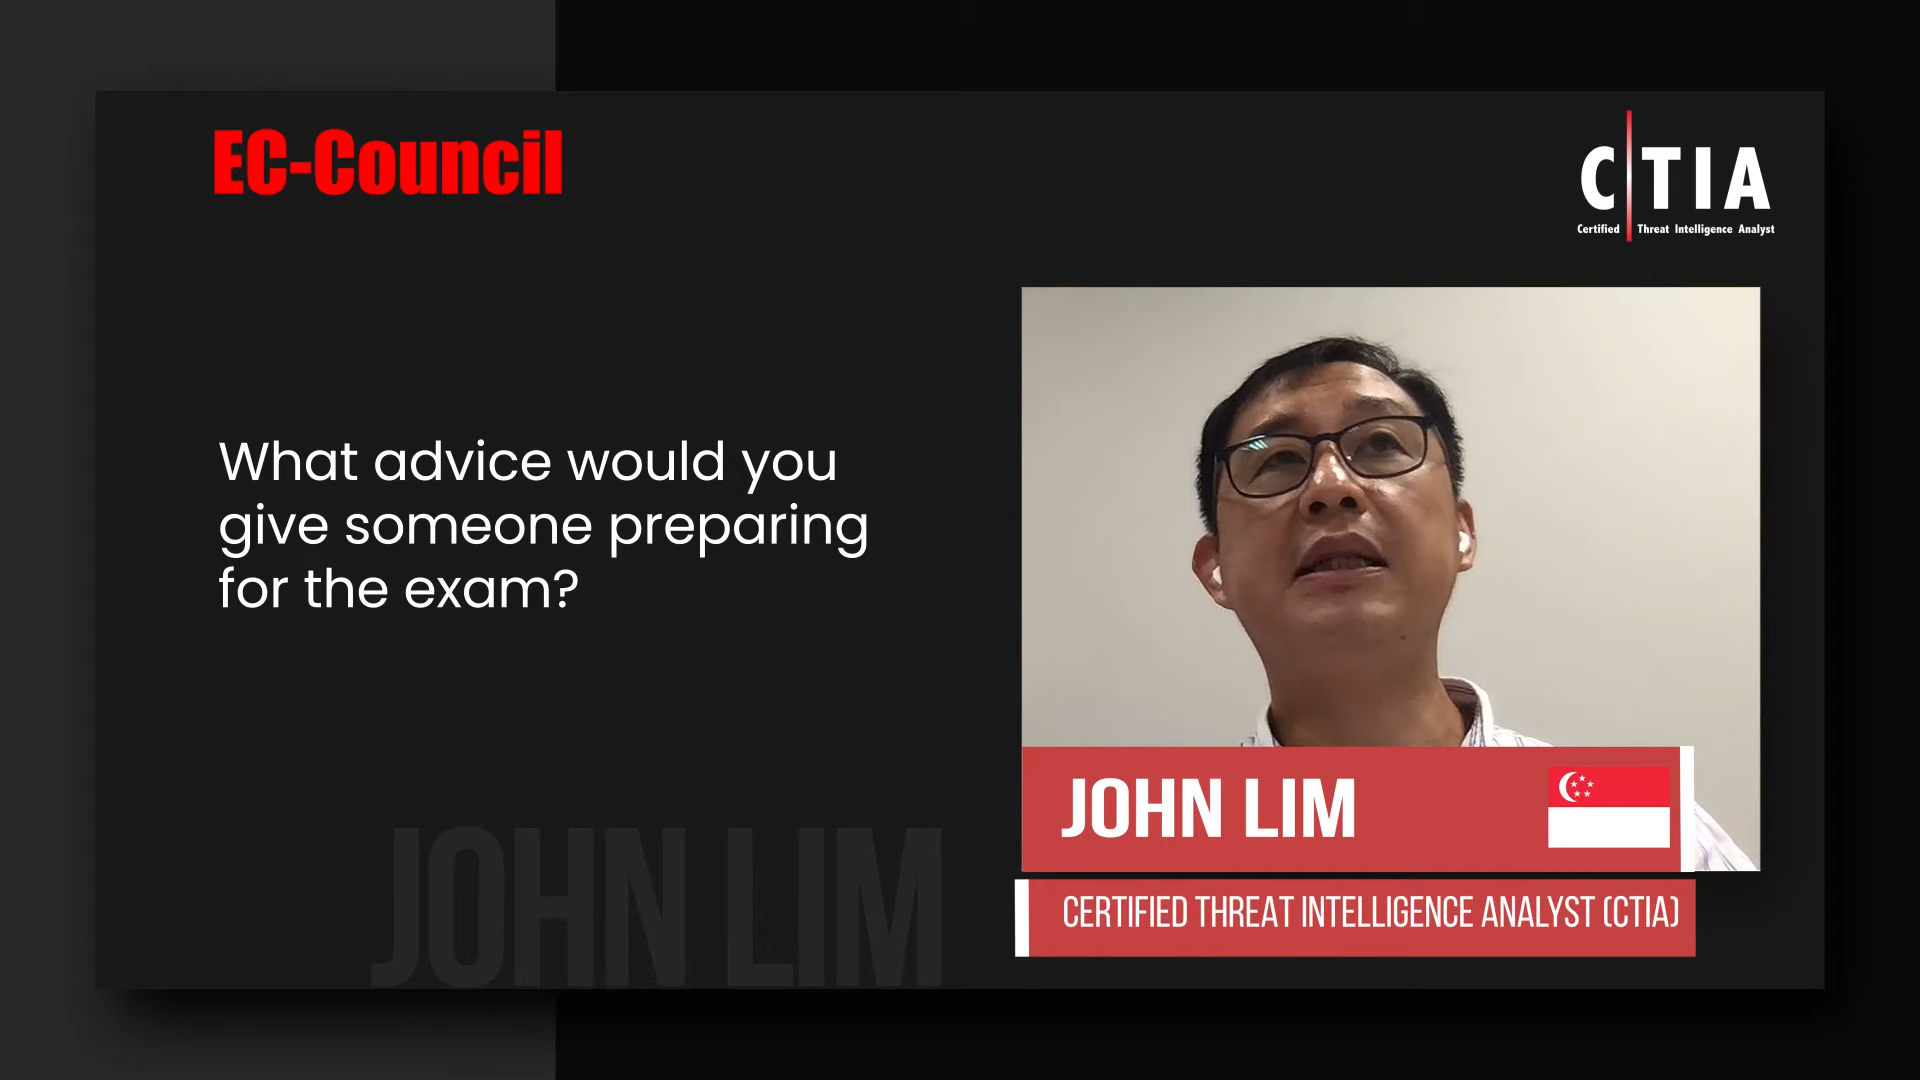 EC-Council
C|TIA
Certified Threat Intelligence Analyst
What advice would you
give someone preparing
for the exam?
JOHN LIM
CERTIFIED THREAT INTELLIGENCE ANALYST (CTIA)
JOHN LIM